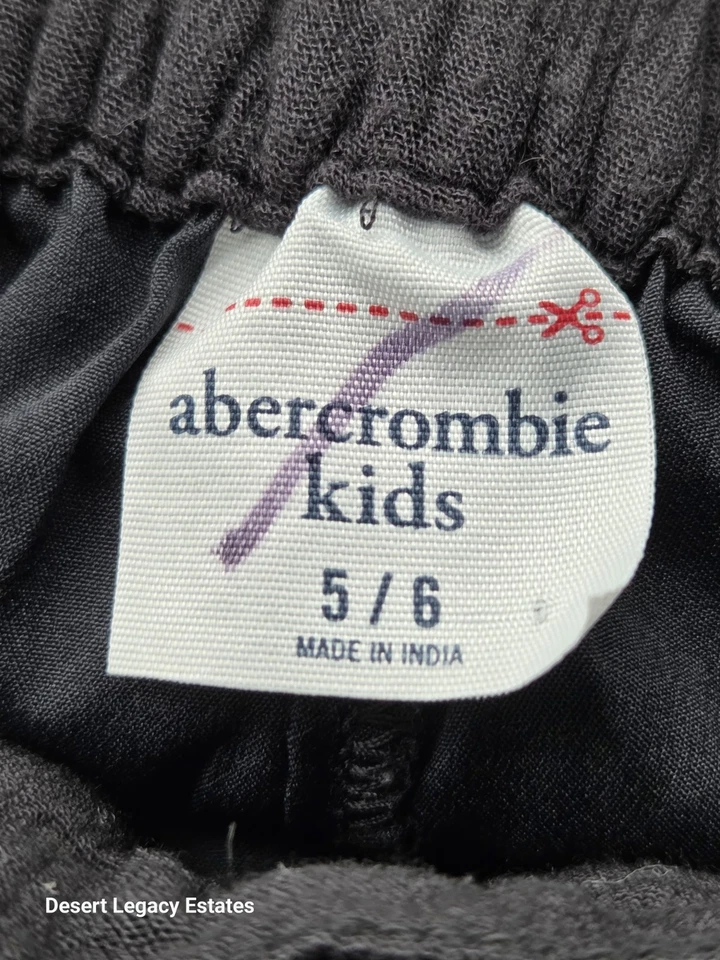 abercrombie
kids
5 / 6
MADE IN INDIA
Desert Legacy Estates